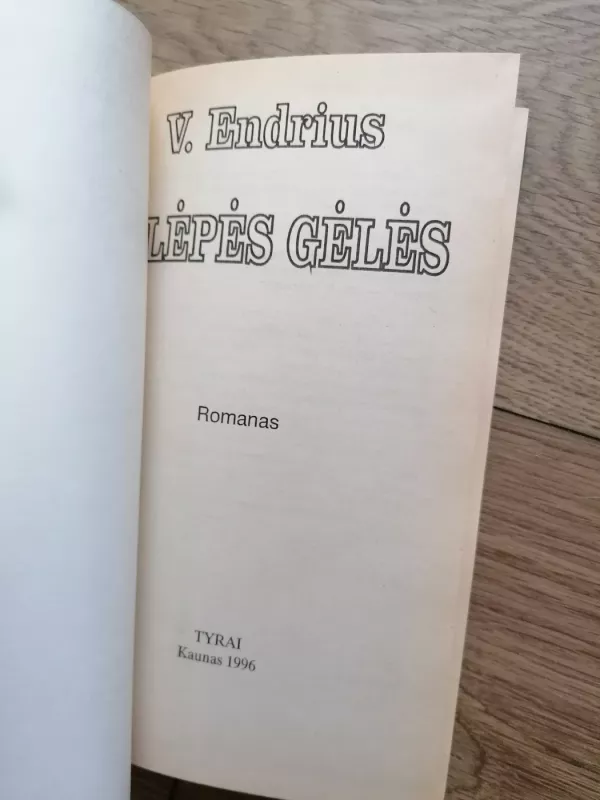 V. Endrius
LĖPĖS GĖLĖS
Romanas
TYRAI
Kaunas 1996